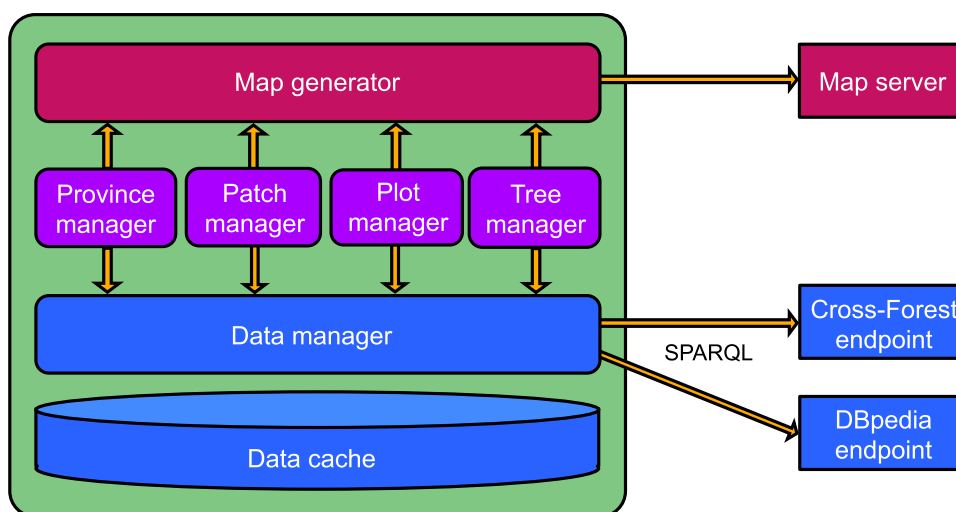 Map generator
Map server
Province
manager
Patch
manager
Plot
manager
Tree
manager
Data manager
Cross-Forest
endpoint
SPARQL
DBpedia
endpoint
Data cache